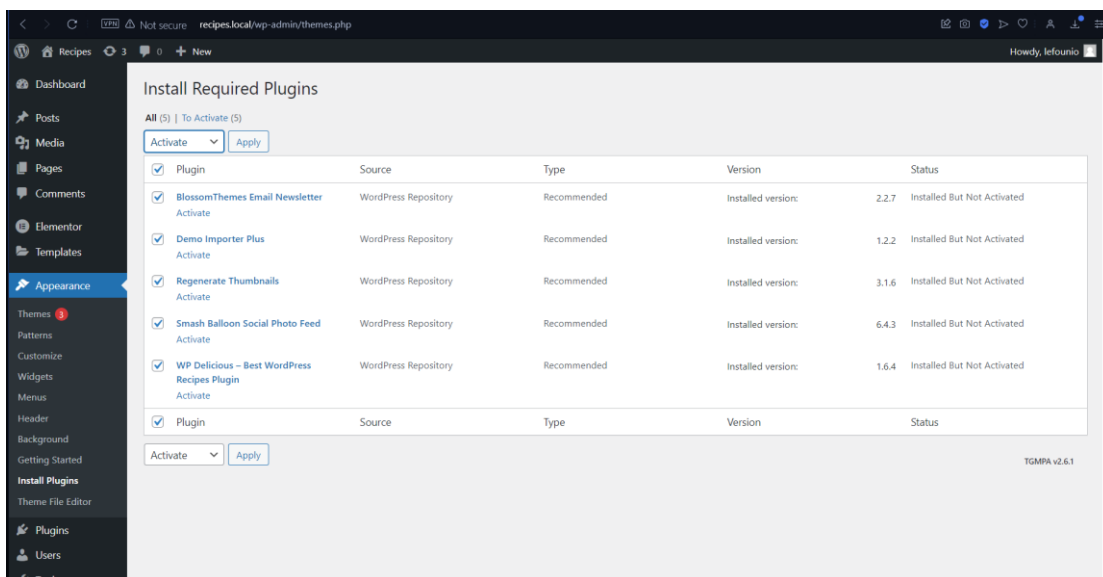 VPN Not secure recipes.local/wp-admin/themes.php
Recipes 3 0 + New Howdy, lefounio
Dashboard
Posts
Media
Pages
Comments
Elementor
Templates
Appearance
Themes 3
Patterns
Customize
Widgets
Menus
Header
Background
Getting Started
Install Plugins
Theme File Editor
Plugins
Users
Install Required Plugins
All (5) | To Activate (5)
Activate Apply
Plugin Source Type Version Status
BlossomThemes Email Newsletter WordPress Repository Recommended Installed version: 2.2.7 Installed But Not Activated
Activate
Demo Importer Plus WordPress Repository Recommended Installed version: 1.2.2 Installed But Not Activated
Activate
Regenerate Thumbnails WordPress Repository Recommended Installed version: 3.1.6 Installed But Not Activated
Activate
Smash Balloon Social Photo Feed WordPress Repository Recommended Installed version: 6.4.3 Installed But Not Activated
Activate
WP Delicious – Best WordPress WordPress Repository Recommended Installed version: 1.6.4 Installed But Not Activated
Recipes Plugin
Activate
Plugin Source Type Version Status
Activate Apply
TGMPA v2.6.1